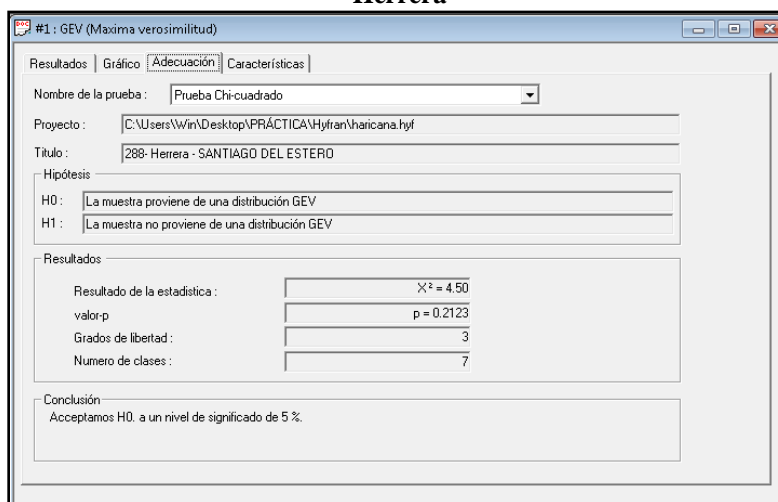 Herrera
#1 : GEV (Maxima verosimilitud)
Resultados Gráfico Adecuación Características
Nombre de la prueba : Prueba Chi-cuadrado
Proyecto : C:\Users\Win\Desktop\PRÁCTICA\Hyfran\haricana.hyf
Titulo : 288- Herrera - SANTIAGO DEL ESTERO
Hipótesis
H0 : La muestra proviene de una distribución GEV
H1 : La muestra no proviene de una distribución GEV
Resultados
Resultado de la estadistica : X² = 4.50
valor-p p = 0.2123
Grados de libertad : 3
Numero de clases : 7
Conclusión
Acceptamos H0. a un nivel de significado de 5 %.